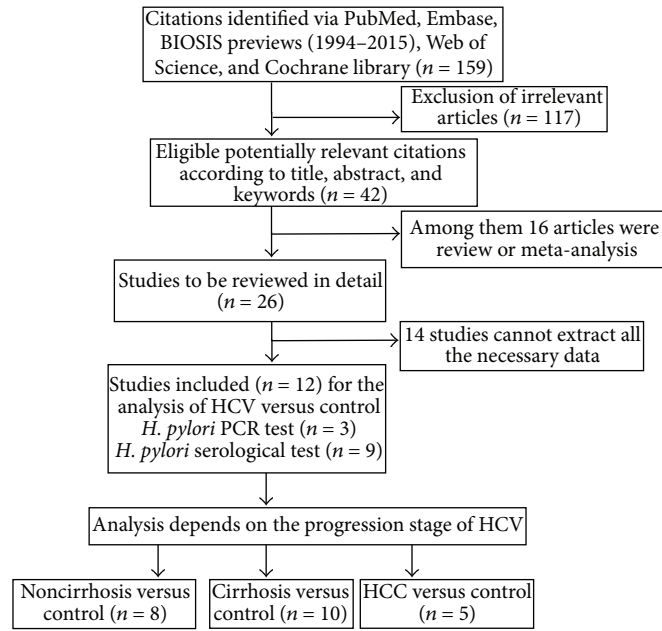 Citations identified via PubMed, Embase,
BIOSIS previews (1994–2015), Web of
Science, and Cochrane library (n = 159)
Exclusion of irrelevant
articles (n = 117)
Eligible potentially relevant citations
according to title, abstract, and
keywords (n = 42)
Among them 16 articles were
review or meta-analysis
Studies to be reviewed in detail
(n = 26)
14 studies cannot extract all
the necessary data
Studies included (n = 12) for the
analysis of HCV versus control
H. pylori PCR test (n = 3)
H. pylori serological test (n = 9)
Analysis depends on the progression stage of HCV
Noncirrhosis versus
control (n = 8)
Cirrhosis versus
control (n = 10)
HCC versus control
(n = 5)